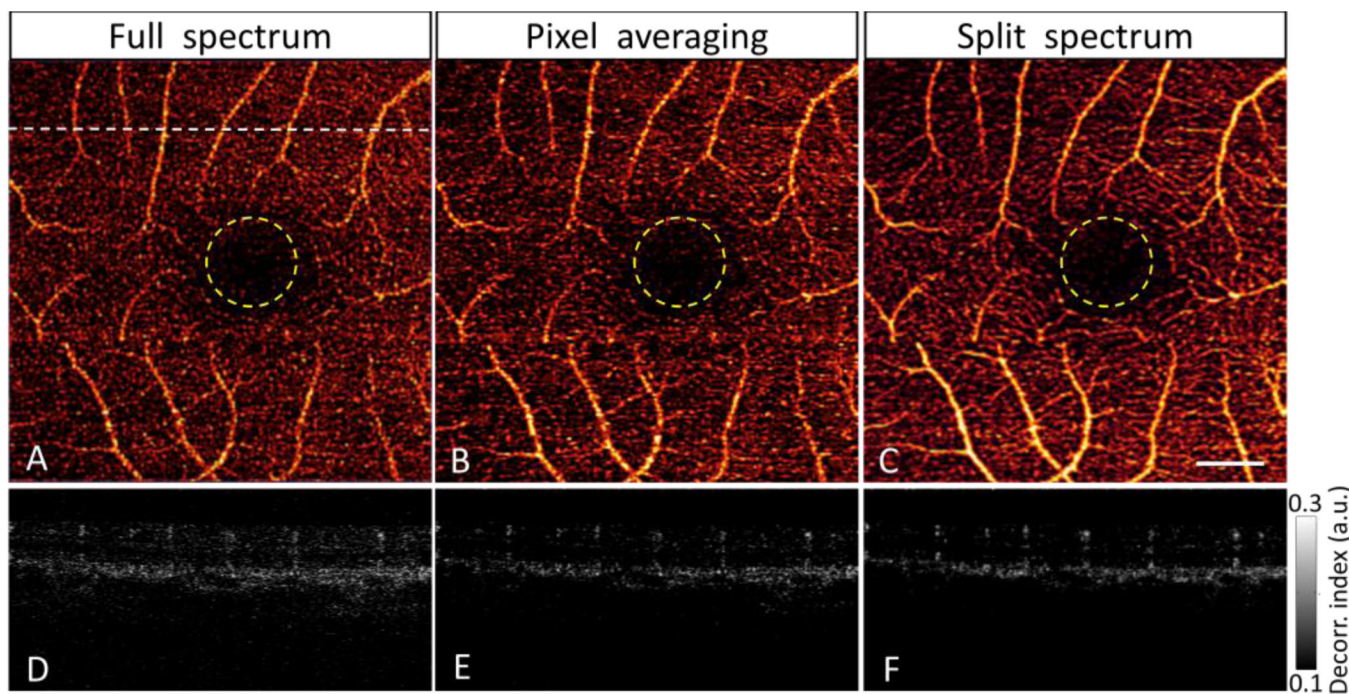 Full spectrum
Pixel averaging
Split spectrum
A
B
C
D
E
F
0.3
Decorr. index (a.u.)
0.1